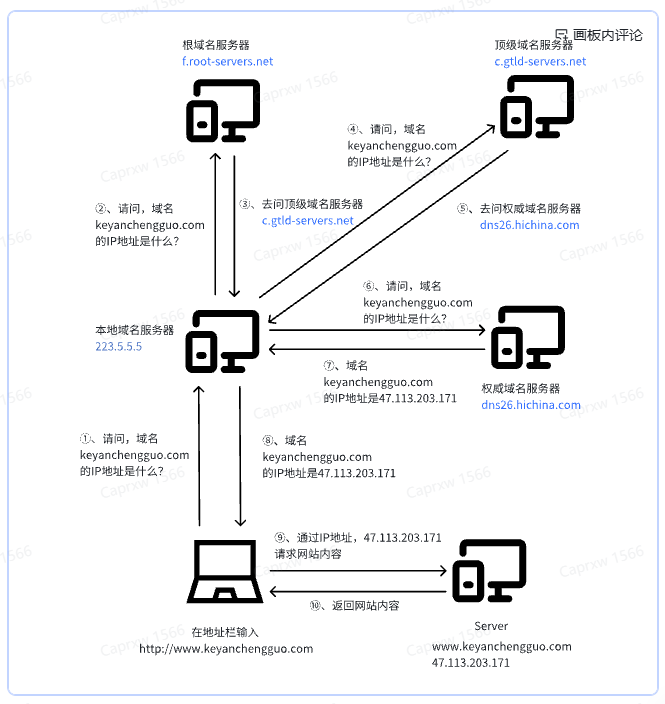 画板内评论
根域名服务器
f.root-servers.net
顶级域名服务器
c.gtld-servers.net
④、请问，域名
keyanchengguo.com
的IP地址是什么？
②、请问，域名
keyanchengguo.com
的IP地址是什么？
③、去问顶级域名服务器
c.gtld-servers.net
⑤、去问权威域名服务器
dns26.hichina.com
⑥、请问，域名
keyanchengguo.com
的IP地址是什么？
本地域名服务器
223.5.5.5
⑦、域名
keyanchengguo.com
的IP地址是47.113.203.171
权威域名服务器
dns26.hichina.com
①、请问，域名
keyanchengguo.com
的IP地址是什么？
⑧、域名
keyanchengguo.com
的IP地址是47.113.203.171
⑨、通过IP地址，47.113.203.171
请求网站内容
⑩、返回网站内容
在地址栏输入
http://www.keyanchengguo.com
Server
www.keyanchengguo.com
47.113.203.171
Caprxw 1566